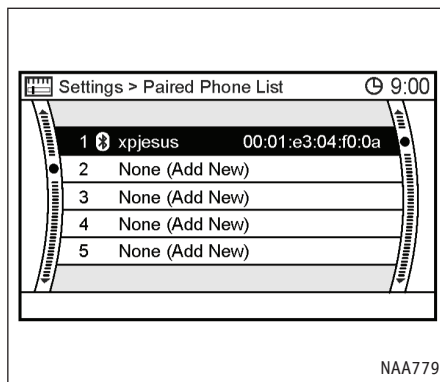 Settings > Paired Phone List 9:00
1 xpjesus 00:01:e3:04:f0:0a
2 None (Add New)
3 None (Add New)
4 None (Add New)
5 None (Add New)
NAA779